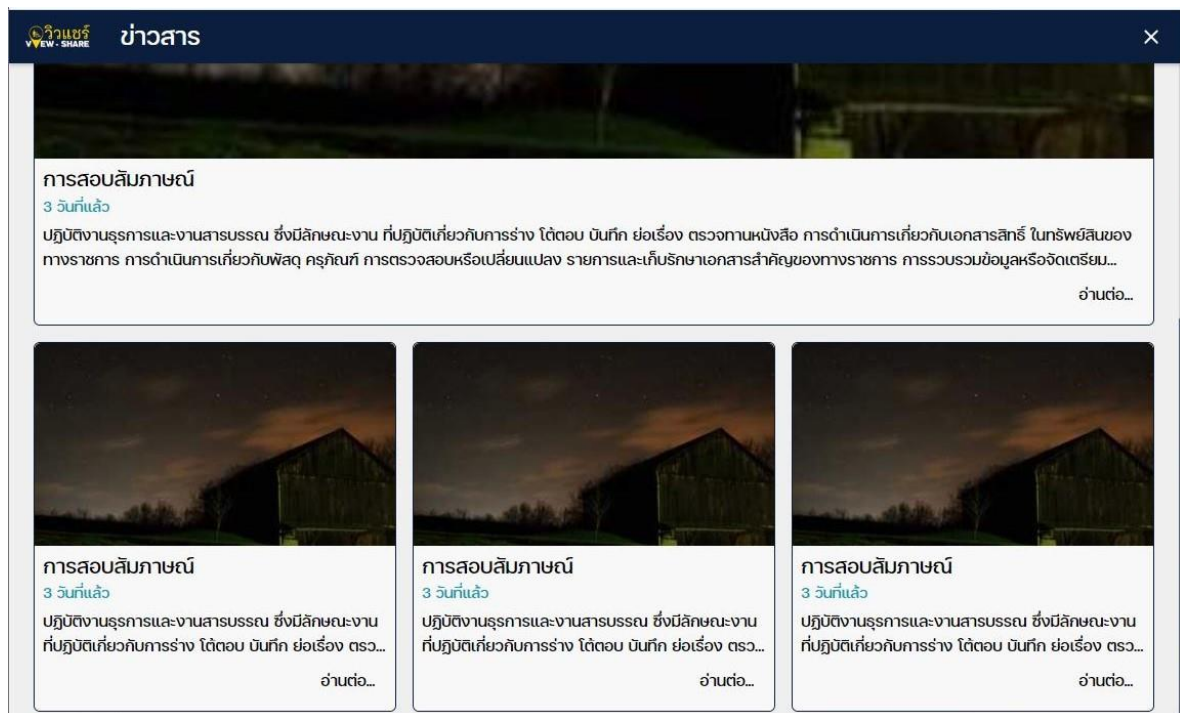 วิวแชร์
VIEW - SHARE
ข่าวสาร
การสอบสัมภาษณ์
3 วันที่แล้ว
ปฏิบัติงานธุรการและงานสารบรรณ ซึ่งมีลักษณะงาน ที่ปฏิบัติเกี่ยวกับการร่าง โต้ตอบ บันทึก ย่อเรื่อง ตรวจทานหนังสือ การดำเนินการเกี่ยวกับเอกสารสิทธิ์ ในทรัพย์สินของ
ทางราชการ การดำเนินการเกี่ยวกับพัสดุ ครุภัณฑ์ การตรวจสอบหรือเปลี่ยนแปลง รายการและเก็บรักษาเอกสารสำคัญของทางราชการ การรวบรวมข้อมูลหรือจัดเตรียม...
อ่านต่อ...
การสอบสัมภาษณ์
3 วันที่แล้ว
ปฏิบัติงานธุรการและงานสารบรรณ ซึ่งมีลักษณะงาน
ที่ปฏิบัติเกี่ยวกับการร่าง โต้ตอบ บันทึก ย่อเรื่อง ตรว...
อ่านต่อ...
การสอบสัมภาษณ์
3 วันที่แล้ว
ปฏิบัติงานธุรการและงานสารบรรณ ซึ่งมีลักษณะงาน
ที่ปฏิบัติเกี่ยวกับการร่าง โต้ตอบ บันทึก ย่อเรื่อง ตรว...
อ่านต่อ...
การสอบสัมภาษณ์
3 วันที่แล้ว
ปฏิบัติงานธุรการและงานสารบรรณ ซึ่งมีลักษณะงาน
ที่ปฏิบัติเกี่ยวกับการร่าง โต้ตอบ บันทึก ย่อเรื่อง ตรว...
อ่านต่อ...